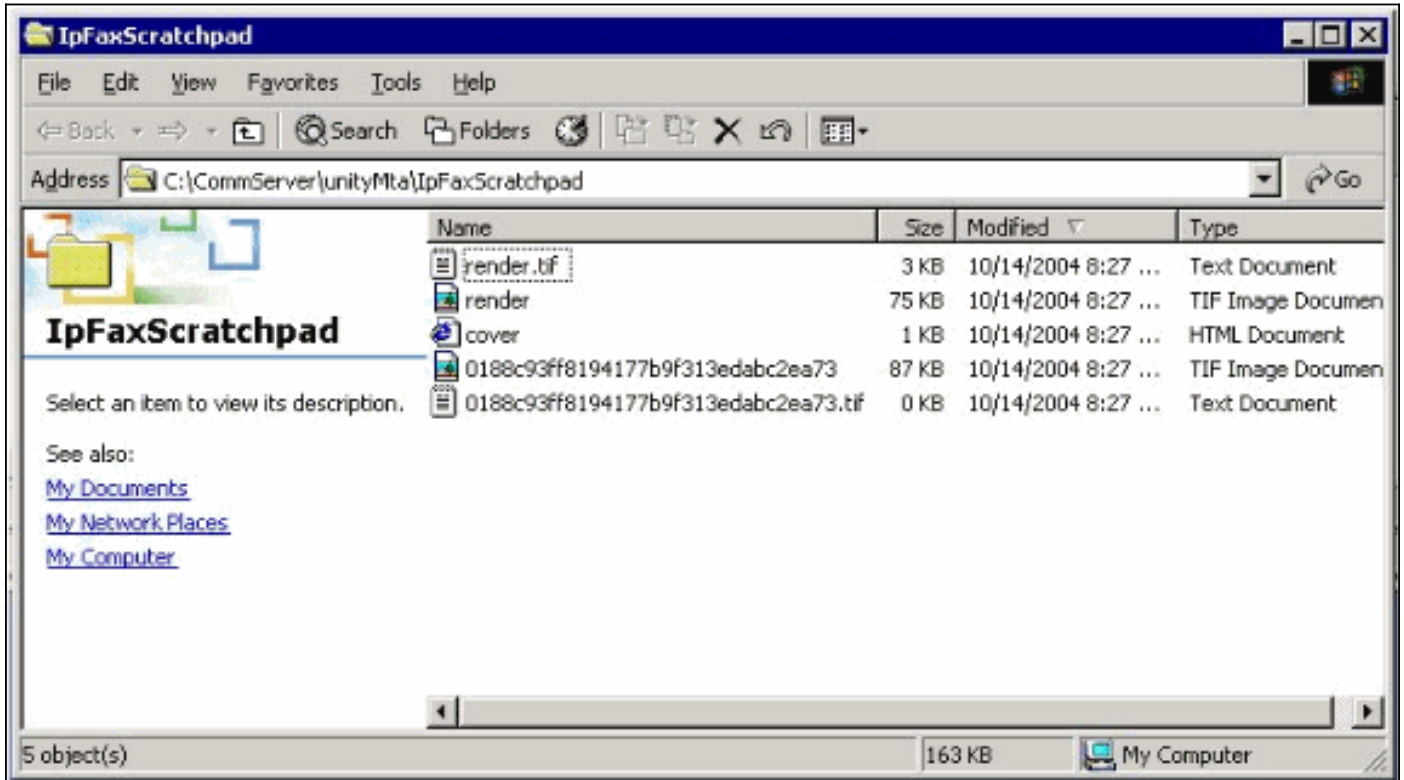 IpFaxScratchpad
File Edit View Favorites Tools Help
Back Search Folders
Address C:\CommServer\unityMta\IpFaxScratchpad Go
Name Size Modified Type
render.tif 3 KB 10/14/2004 8:27 ... Text Document
render 75 KB 10/14/2004 8:27 ... TIF Image Documen
cover 1 KB 10/14/2004 8:27 ... HTML Document
0188c93ff8194177b9f313edabc2ea73 87 KB 10/14/2004 8:27 ... TIF Image Documen
0188c93ff8194177b9f313edabc2ea73.tif 0 KB 10/14/2004 8:27 ... Text Document
IpFaxScratchpad
Select an item to view its description.
See also:
My Documents
My Network Places
My Computer
5 object(s) 163 KB My Computer